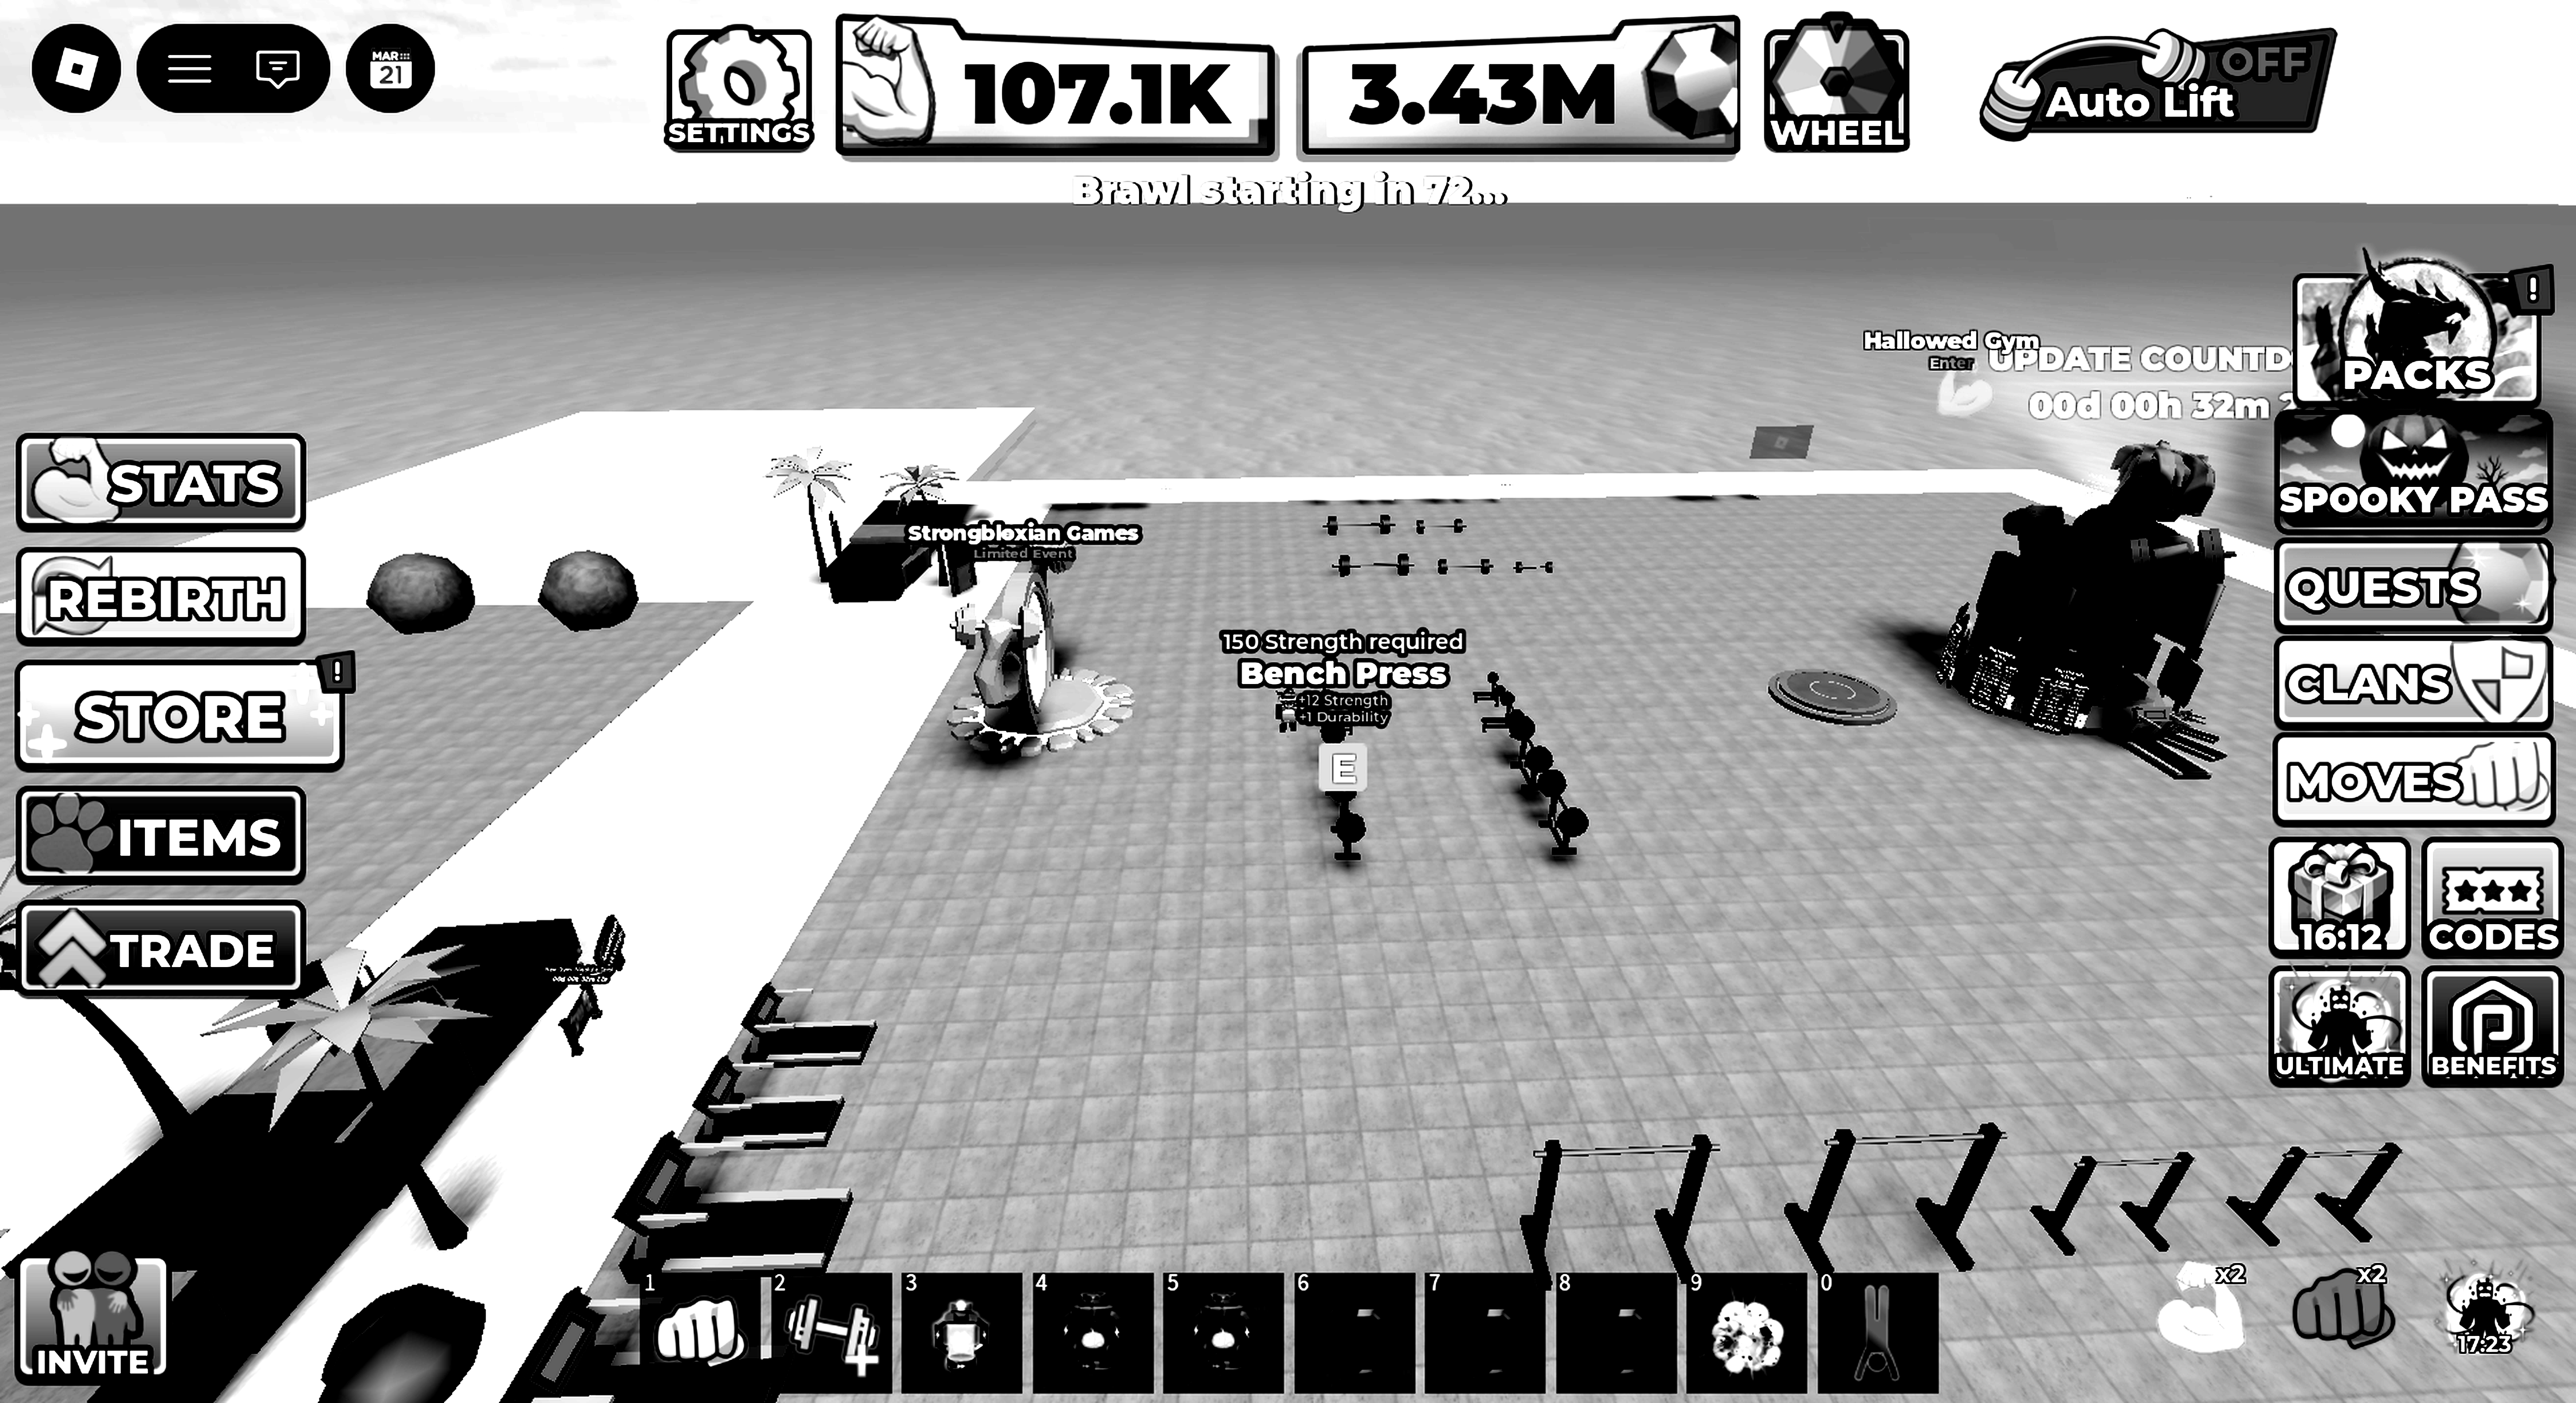 MAR
21
SETTINGS
107.1K
3.43M
WHEEL
OFF
Auto Lift
Brawl starting in 72...
Hallowed Gym
Enter
UPDATE COUNTD
00d 00h 32m 2
!
PACKS
SPOOKY PASS
QUESTS
CLANS
MOVES
16:12
CODES
ULTIMATE
BENEFITS
STATS
REBIRTH
!
STORE
ITEMS
TRADE
INVITE
Strongbloxian Games
Limited Event
150 Strength required
Bench Press
+12 Strength
+1 Durability
E
1
2
3
4
5
6
7
8
9
0
x2
x2
17:23